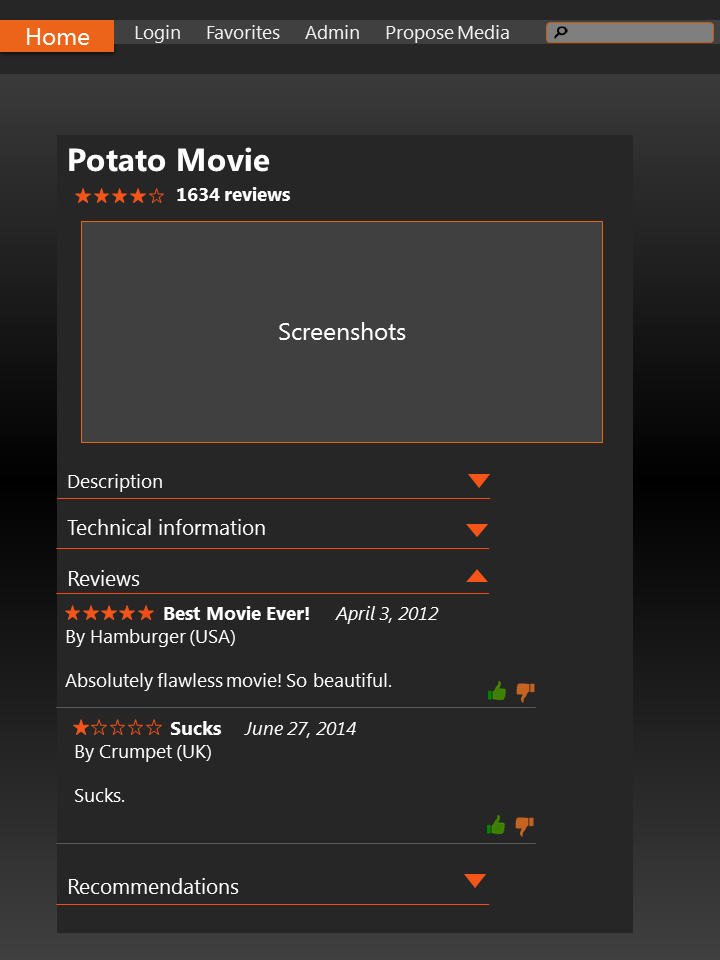 Home Login Favorites Admin Propose Media
Potato Movie
1634 reviews
Screenshots
Description
Technical information
Reviews
Best Movie Ever! April 3, 2012
By Hamburger (USA)
Absolutely flawless movie! So beautiful.
Sucks June 27, 2014
By Crumpet (UK)
Sucks.
Recommendations